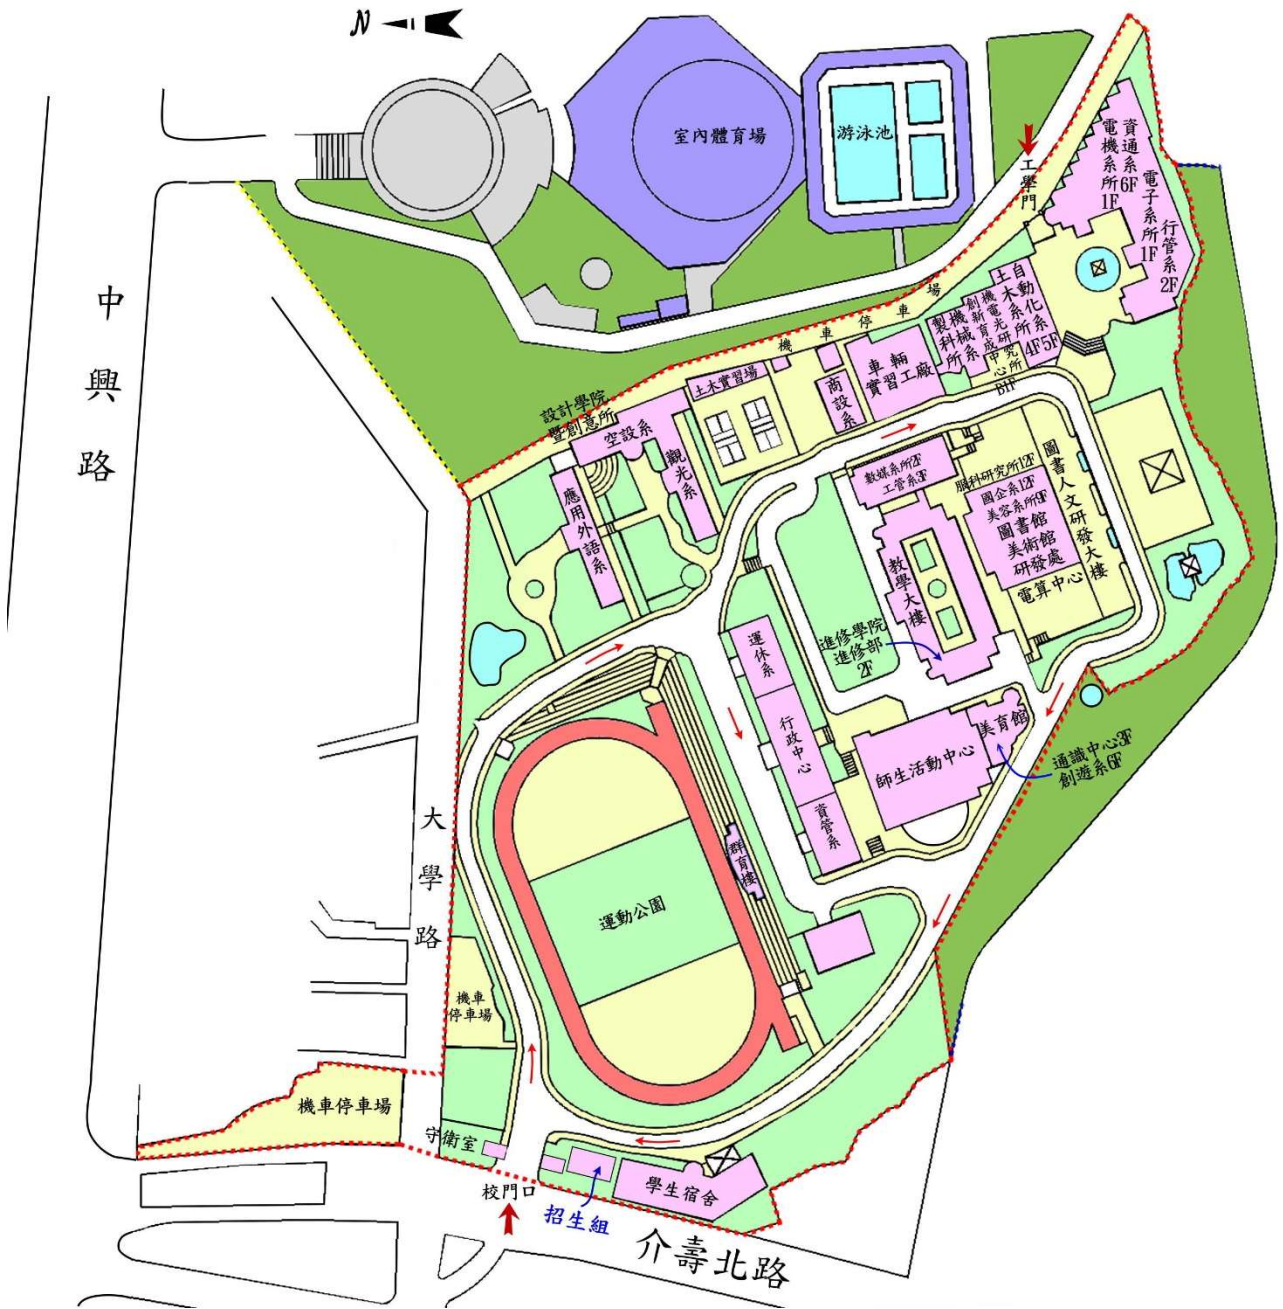 N
室內體育場
游泳池
工學門
資通系6F
電機系所1F
電子系所1F
行管系2F
中興路
機車停車場
自動化系5F
土木系所4F
機電光研究所
創新育成中心B1F
機械系
製科所
車輛
實習工廠
商設系
土木實習場
設計學院
暨創意所
空設系
觀光系
應用外語系
數媒系所2F
工管系3F
腦科研究所12F
國企系12F
美容系所9F
圖書館
美術館
研發處
電算中心
圖書人文研發大樓
教學大樓
進修學院
進修部
2F
運休系
行政中心
資管系
師生活動中心
美育館
通識中心3F
創遊系6F
大學路
群育樓
運動公園
機車
停車場
機車停車場
守衛室
校門口
招生組
學生宿舍
介壽北路